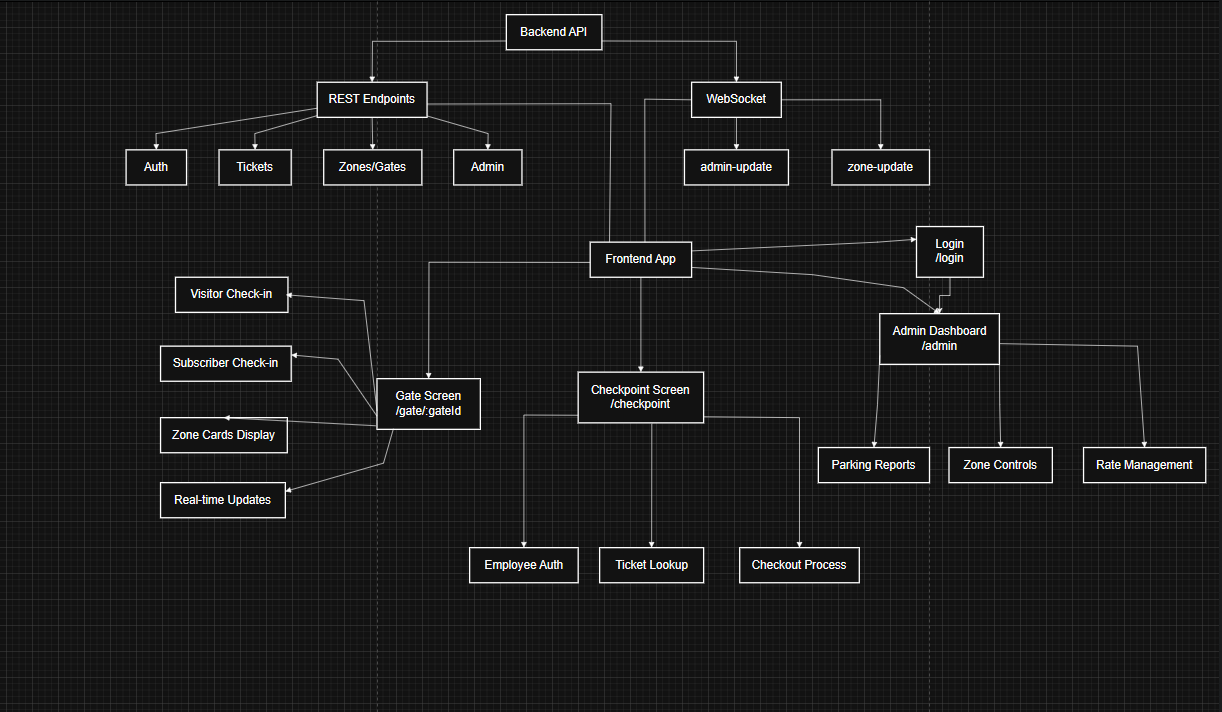 Backend API
REST Endpoints
WebSocket
Auth
Tickets
Zones/Gates
Admin
admin-update
zone-update
Frontend App
Login
/login
Visitor Check-in
Admin Dashboard
/admin
Subscriber Check-in
Gate Screen
/gate/:gateId
Checkpoint Screen
/checkpoint
Zone Cards Display
Parking Reports
Zone Controls
Rate Management
Real-time Updates
Employee Auth
Ticket Lookup
Checkout Process